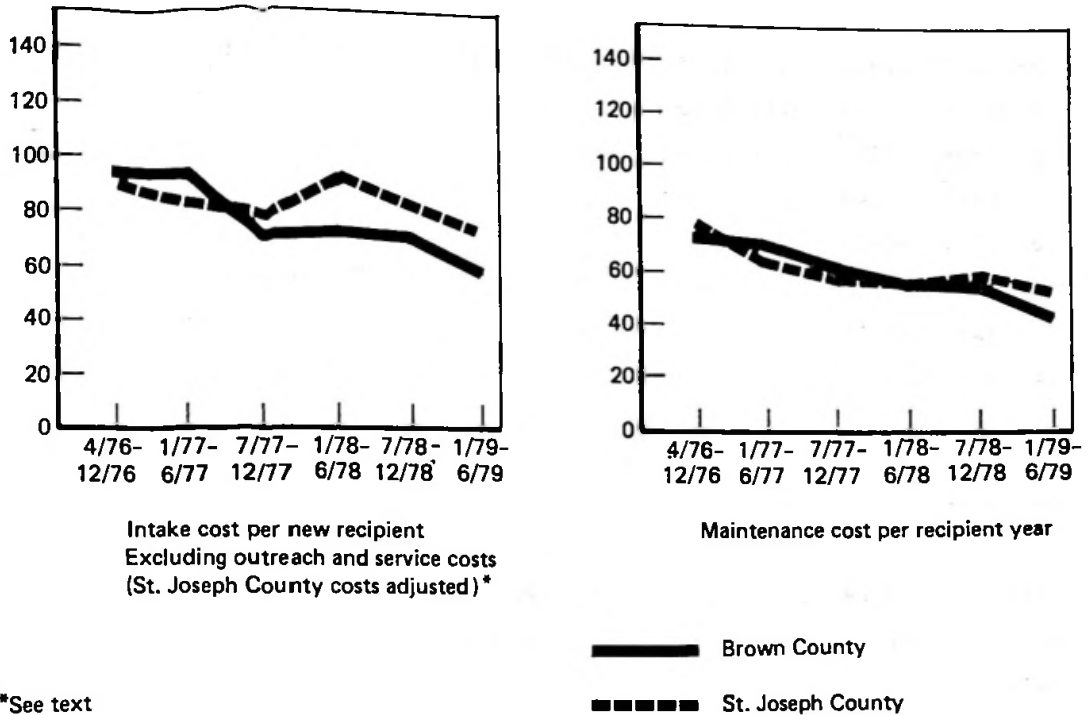 140
120
100
80
60
40
20
0
4/76- 1/77- 7/77- 1/78- 7/78- 1/79-
12/76 6/77 12/77 6/78 12/78 6/79
Intake cost per new recipient
Excluding outreach and service costs
(St. Joseph County costs adjusted)*
140
120
100
80
60
40
20
0
4/76- 1/77- 7/77- 1/78- 7/78- 1/79-
12/76 6/77 12/77 6/78 12/78 6/79
Maintenance cost per recipient year
Brown County
St. Joseph County
*See text